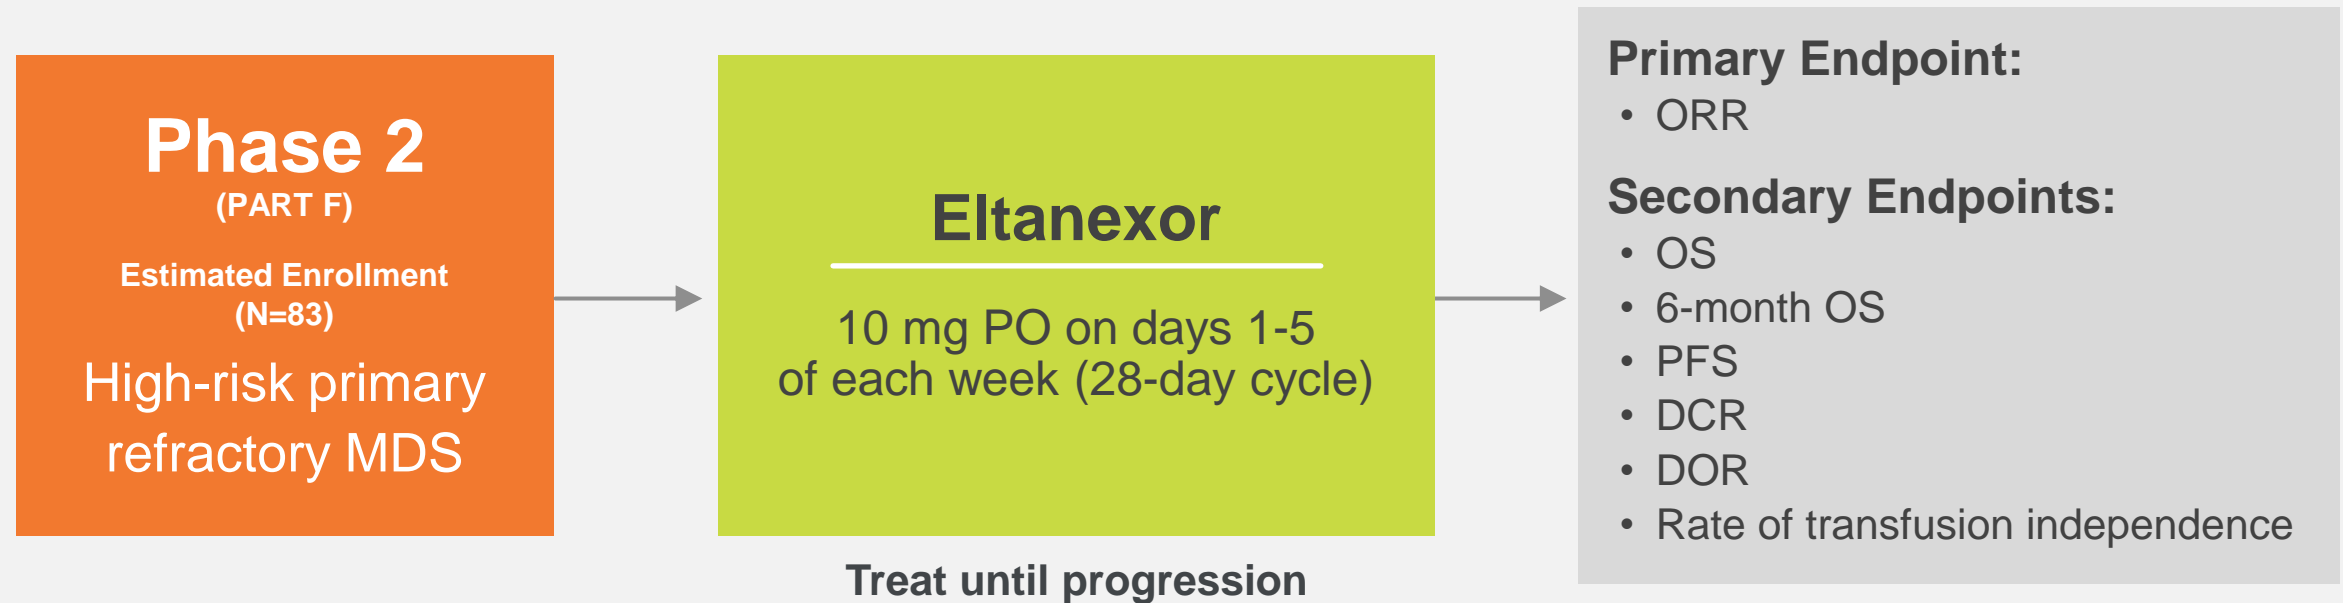 Phase 2
(PART F)
Estimated Enrollment
(N=83)
High-risk primary
refractory MDS
Eltanexor
10 mg PO on days 1-5
of each week (28-day cycle)
Treat until progression
Primary Endpoint:
• ORR
Secondary Endpoints:
• OS
• 6-month OS
• PFS
• DCR
• DOR
• Rate of transfusion independence